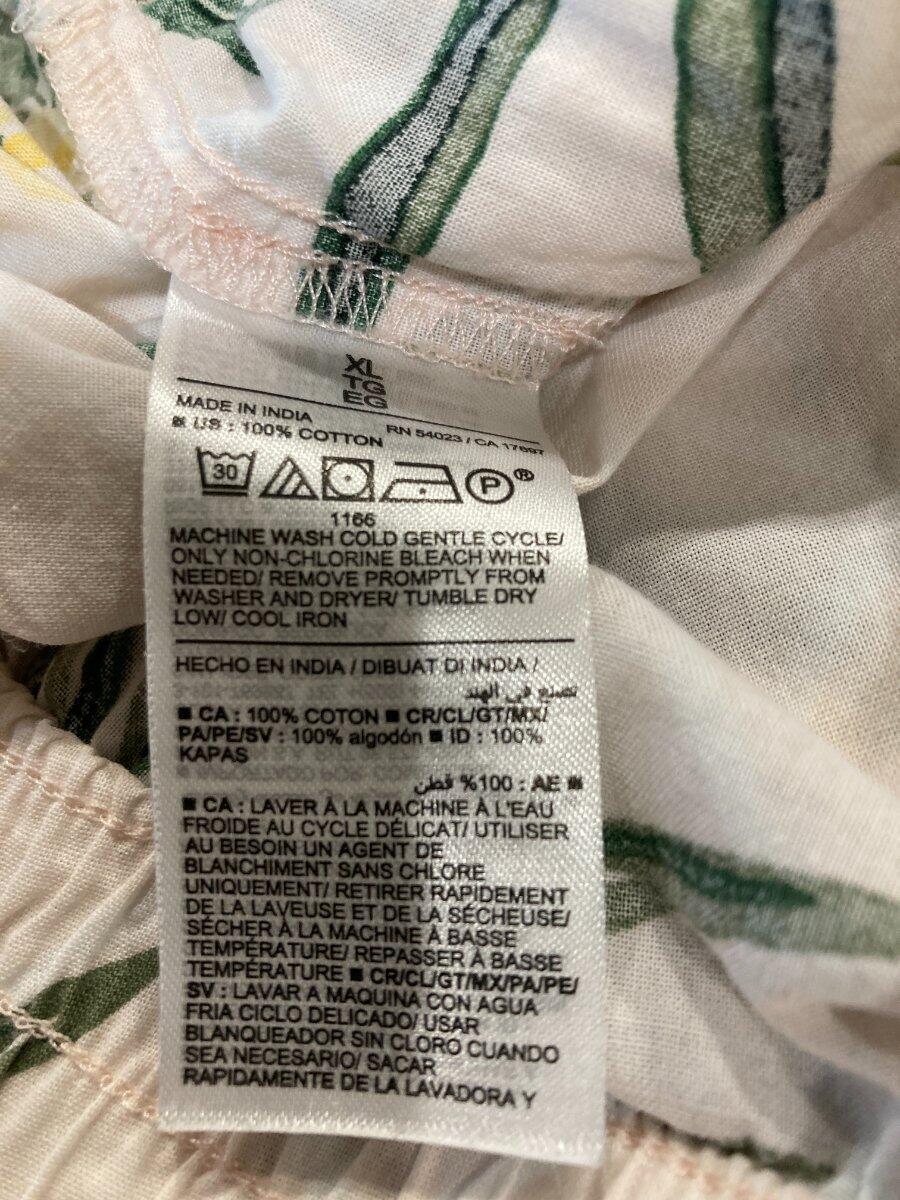 XL
TG
EG
MADE IN INDIA
RN 54023 / CA 17897
■ US : 100% COTTON
30
P ®
1166
MACHINE WASH COLD GENTLE CYCLE/
ONLY NON-CHLORINE BLEACH WHEN
NEEDED/ REMOVE PROMPTLY FROM
WASHER AND DRYER/ TUMBLE DRY
LOW/ COOL IRON
HECHO EN INDIA / DIBUAT DI INDIA /
تصنع في الهند
■ CA : 100% COTON ■ CR/CL/GT/MX/
PA/PE/SV : 100% algodón ■ ID : 100%
KAPAS
■ AE : 100% قطن
■ CA : LAVER À LA MACHINE À L'EAU
FROIDE AU CYCLE DÉLICAT/ UTILISER
AU BESOIN UN AGENT DE
BLANCHIMENT SANS CHLORE
UNIQUEMENT/ RETIRER RAPIDEMENT
DE LA LAVEUSE ET DE LA SÉCHEUSE/
SÉCHER À LA MACHINE À BASSE
TEMPÉRATURE/ REPASSER À BASSE
TEMPÉRATURE ■ CR/CL/GT/MX/PA/PE/
SV : LAVAR A MAQUINA CON AGUA
FRIA CICLO DELICADO/ USAR
BLANQUEADOR SIN CLORO CUANDO
SEA NECESARIO/ SACAR
RAPIDAMENTE DE LA LAVADORA Y